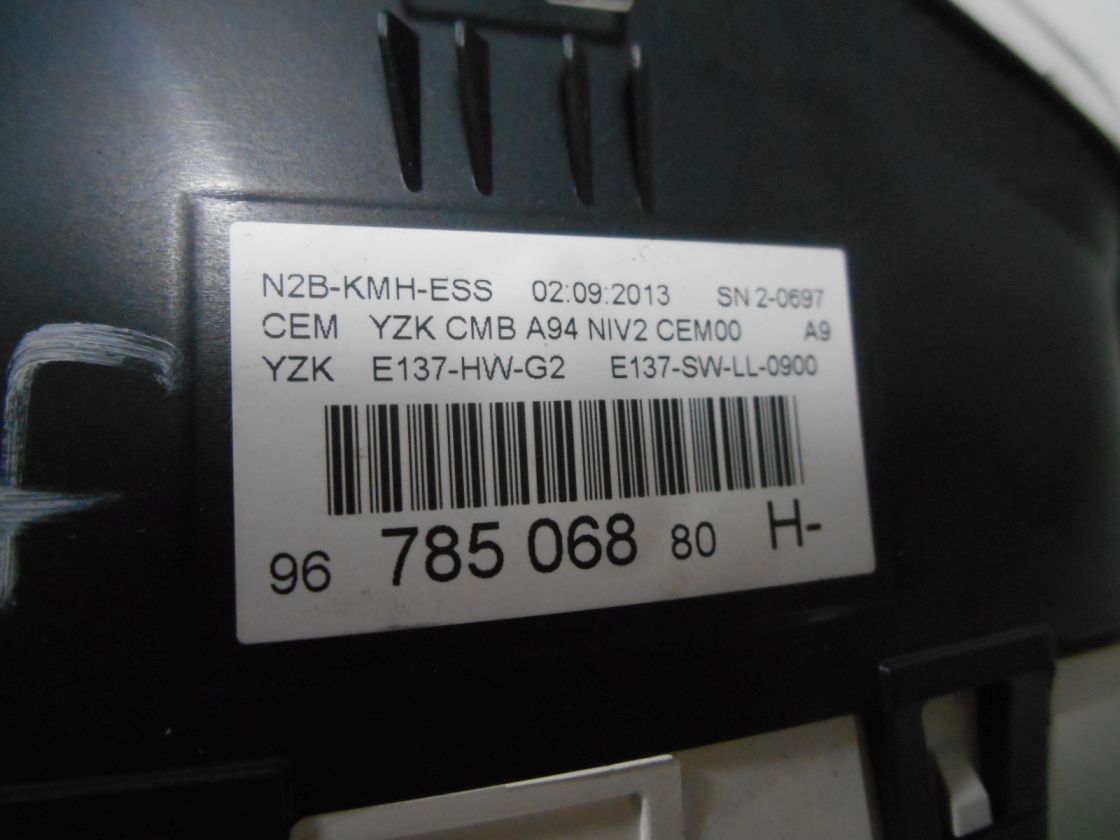 N2B-KMH-ESS 02:09:2013 SN 2-0697
CEM YZK CMB A94 NIV2 CEM00 A9
YZK E137-HW-G2 E137-SW-LL-0900
96 785 068 80 H-